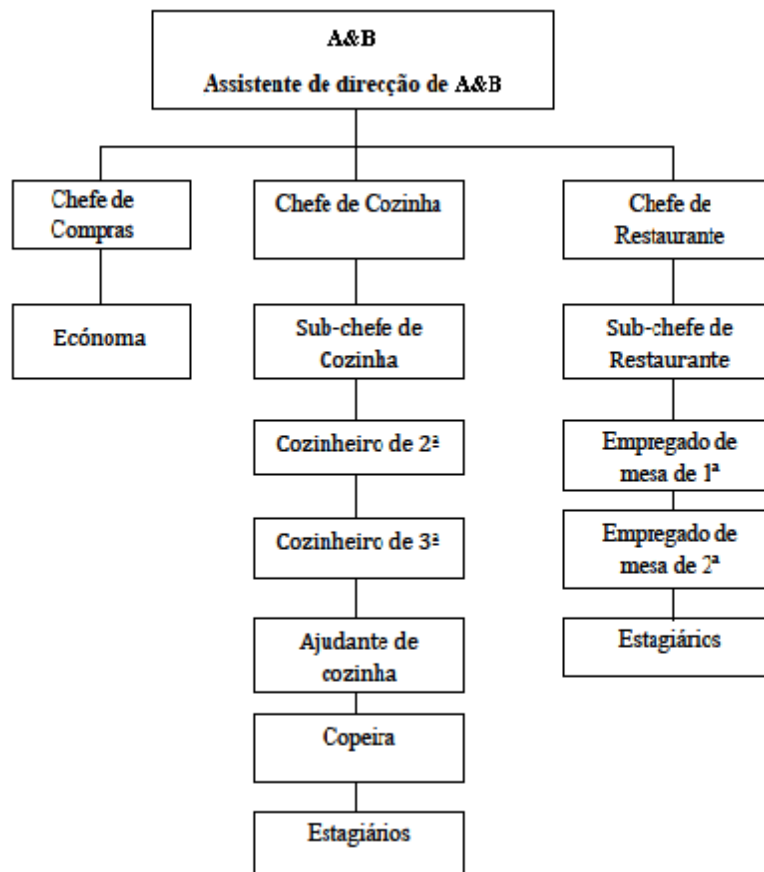 A&B
Assistente de direcção de A&B
Chefe de
Compras
Chefe de Cozinha
Chefe de
Restaurante
Ecónoma
Sub-chefe de
Cozinha
Sub-chefe de
Restaurante
Cozinheiro de 2ª
Empregado de
mesa de 1ª
Cozinheiro de 3ª
Empregado de
mesa de 2ª
Ajudante de
cozinha
Estagiários
Copeira
Estagiários